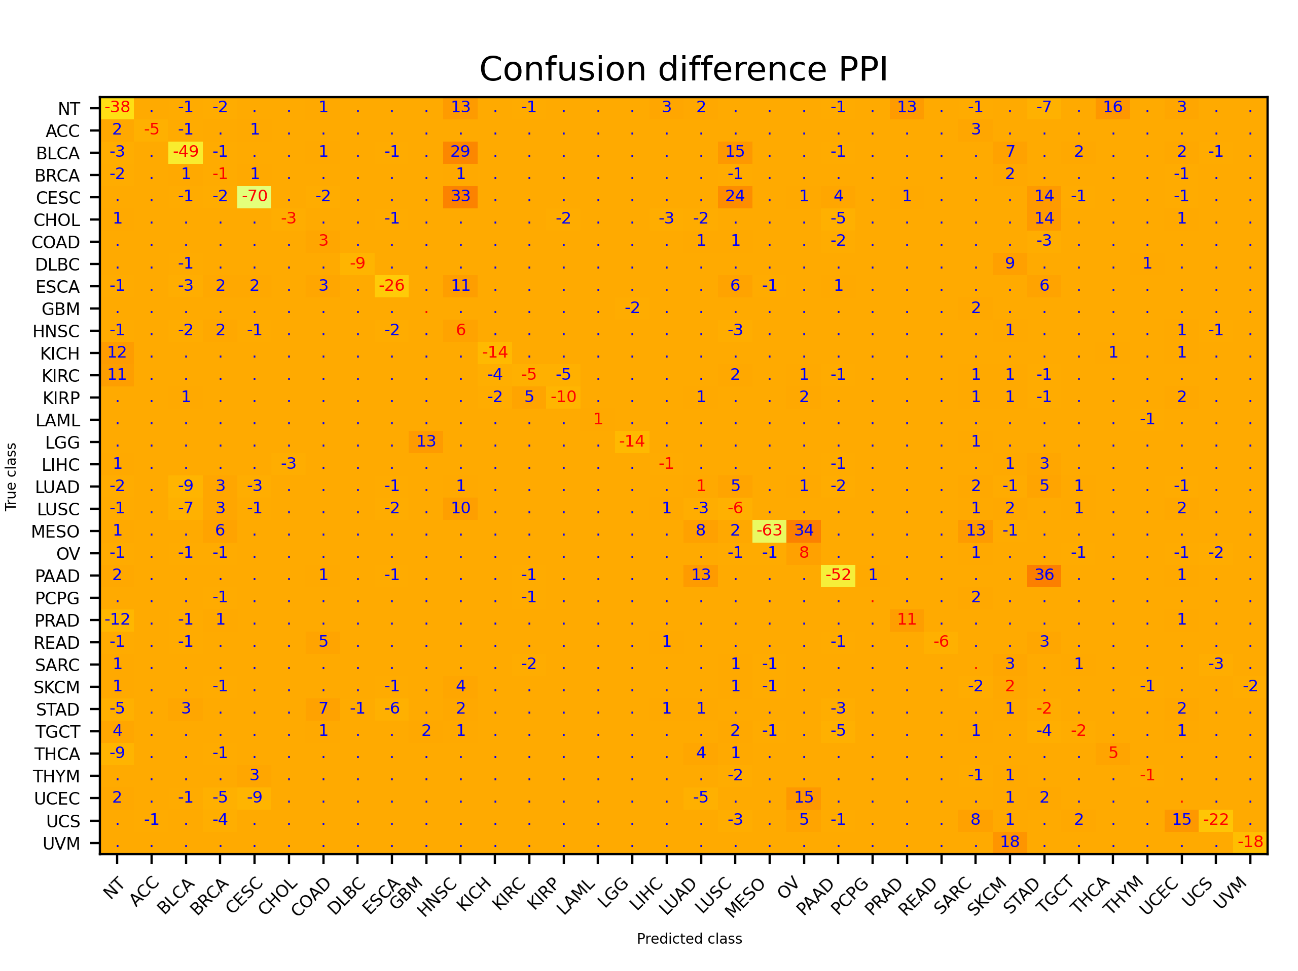 Confusion difference PPI
NT -38 . -1 -2 . . 1 . . . 13 . -1 . . . 3 2 . . . -1 . 13 . -1 . -7 . 16 . 3 . .
ACC 2 -5 -1 . 1 . . . . . . . . . . . . . . . . . . . . 3 . . . . . . . .
BLCA -3 . -49 -1 . . 1 . -1 . 29 . . . . . . . 15 . . -1 . . . . 7 . 2 . . 2 -1 .
BRCA -2 . 1 -1 1 . . . . . 1 . . . . . . . -1 . . . . . . . 2 . . . . -1 . .
CESC . . -1 -2 -70 . -2 . . . 33 . . . . . . . 24 . 1 4 . 1 . . . 14 -1 . . -1 . .
CHOL 1 . . . . -3 . . -1 . . . . -2 . . -3 -2 . . . -5 . . . . . 14 . . . 1 . .
COAD . . . . . . 3 . . . . . . . . . . 1 1 . . -2 . . . . . -3 . . . . . .
DLBC . . -1 . . . . -9 . . . . . . . . . . . . . . . . . . 9 . . . 1 . . .
ESCA -1 . -3 2 2 . 3 . -26 . 11 . . . . . . . 6 -1 . 1 . . . . . 6 . . . . . .
GBM . . . . . . . . . . . . . . . -2 . . . . . . . . . 2 . . . . . . . .
HNSC -1 . -2 2 -1 . . . -2 . 6 . . . . . . . -3 . . . . . . . 1 . . . . 1 -1 .
KICH 12 . . . . . . . . . . -14 . . . . . . . . . . . . . . . . . 1 . 1 . .
KIRC 11 . . . . . . . . . . -4 -5 -5 . . . . 2 . 1 -1 . . . 1 1 -1 . . . . . .
KIRP . . 1 . . . . . . . . -2 5 -10 . . . 1 . . 2 . . . . 1 1 -1 . . . 2 . .
LAML . . . . . . . . . . . . . . 1 . . . . . . . . . . . . . . . -1 . . .
LGG . . . . . . . . . 13 . . . . . -14 . . . . . . . . . 1 . . . . . . . .
LIHC 1 . . . . -3 . . . . . . . . . . -1 . . . . -1 . . . . 1 3 . . . . . .
LUAD -2 . -9 3 -3 . . . -1 . 1 . . . . . . 1 5 . 1 -2 . . . 2 -1 5 1 . . -1 . .
LUSC -1 . -7 3 -1 . . . -2 . 10 . . . . . 1 -3 -6 . . . . . . 1 2 . 1 . . 2 . .
MESO 1 . . 6 . . . . . . . . . . . . . 8 2 -63 34 . . . . 13 -1 . . . . . . .
OV -1 . -1 -1 . . . . . . . . . . . . . . -1 -1 8 . . . . 1 . . -1 . . -1 -2 .
PAAD 2 . . . . . 1 . -1 . . . -1 . . . . 13 . . . -52 1 . . . . 36 . . . 1 . .
PCPG . . . -1 . . . . . . . . -1 . . . . . . . . . . . . 2 . . . . . . . .
PRAD -12 . -1 1 . . . . . . . . . . . . . . . . . . . 11 . . . . . . . 1 . .
READ -1 . -1 . . . 5 . . . . . . . . . 1 . . . . -1 . . -6 . . 3 . . . . . .
SARC 1 . . . . . . . . . . . -2 . . . . . 1 -1 . . . . . . 3 . 1 . . . -3 .
SKCM 1 . . -1 . . . . -1 . 4 . . . . . . . 1 -1 . . . . . -2 2 . . . -1 . . -2
STAD -5 . 3 . . . 7 -1 -6 . 2 . . . . . 1 1 . . . -3 . . . . 1 -2 . . . 2 . .
TGCT 4 . . . . . 1 . . 2 1 . . . . . . . 2 -1 . -5 . . . 1 . -4 -2 . . 1 . .
THCA -9 . . -1 . . . . . . . . . . . . . 4 1 . . . . . . . . . . 5 . . . .
THYM . . . . 3 . . . . . . . . . . . . . -2 . . . . . . -1 1 . . . -1 . . .
UCEC 2 . -1 -5 -9 . . . . . . . . . . . . -5 . . 15 . . . . . 1 2 . . . . . .
UCS . -1 . -4 . . . . . . . . . . . . . . -3 . 5 -1 . . . 8 1 . 2 . . 15 -22 .
UVM . . . . . . . . . . . . . . . . . . . . . . . . . . 18 . . . . . . -18
True class
NT ACC BLCA BRCA CESC CHOL COAD DLBC ESCA GBM HNSC KICH KIRC KIRP LAML LGG LIHC LUAD LUSC MESO OV PAAD PCPG PRAD READ SARC SKCM STAD TGCT THCA THYM UCEC UCS UVM
Predicted class